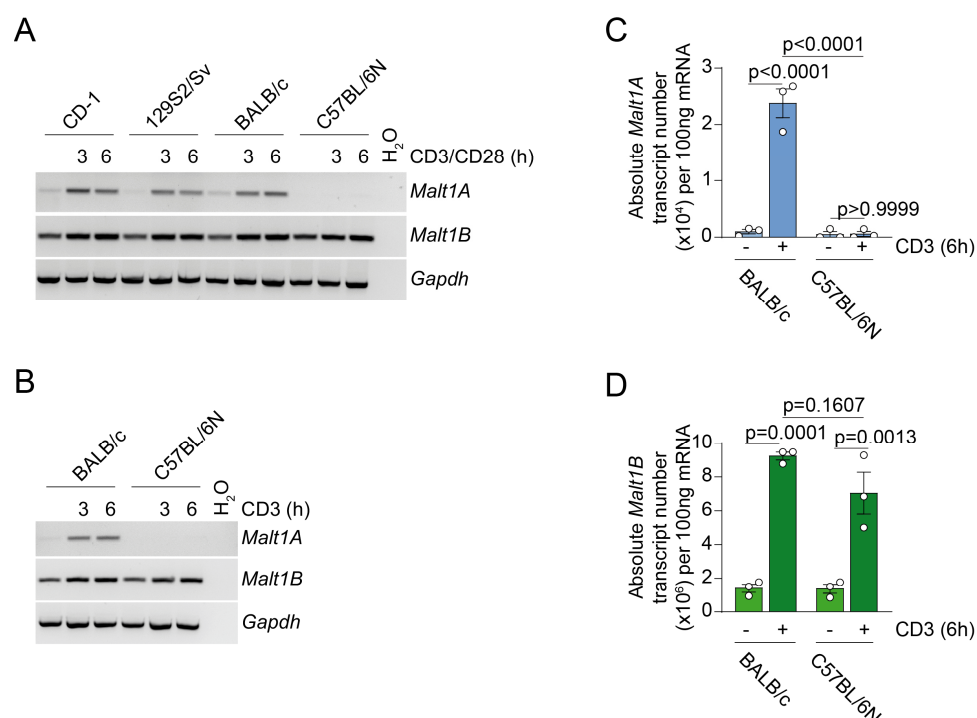 A
CD-1
129S2/Sv
BALB/c
C57BL/6N
H₂O
3 6 3 6 3 6 3 6 CD3/CD28 (h)
Malt1A
Malt1B
Gapdh
B
BALB/c
C57BL/6N
H₂O
3 6 3 6 CD3 (h)
Malt1A
Malt1B
Gapdh
C
Absolute Malt1A
transcript number
(x10⁴) per 100ng mRNA
p<0.0001
p<0.0001
p>0.9999
3
2
1
0
- + - + CD3 (6h)
BALB/c
C57BL/6N
D
Absolute Malt1B
transcript number
(x10⁶) per 100ng mRNA
p=0.1607
p=0.0001
p=0.0013
10
8
6
4
2
0
- + - + CD3 (6h)
BALB/c
C57BL/6N